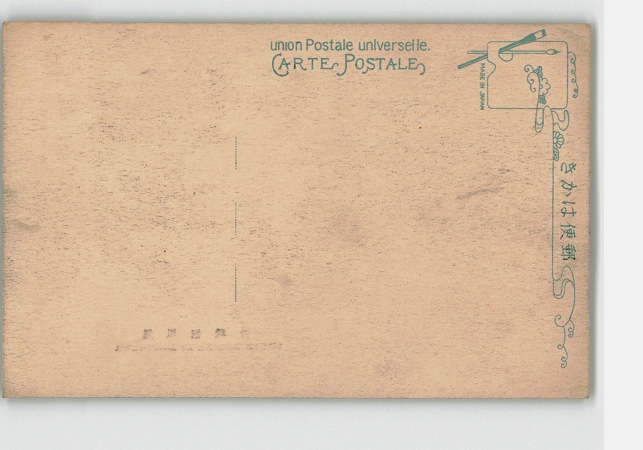 union Postale universelle.
CARTE POSTALE
MADE IN JAPAN
きかは便郵